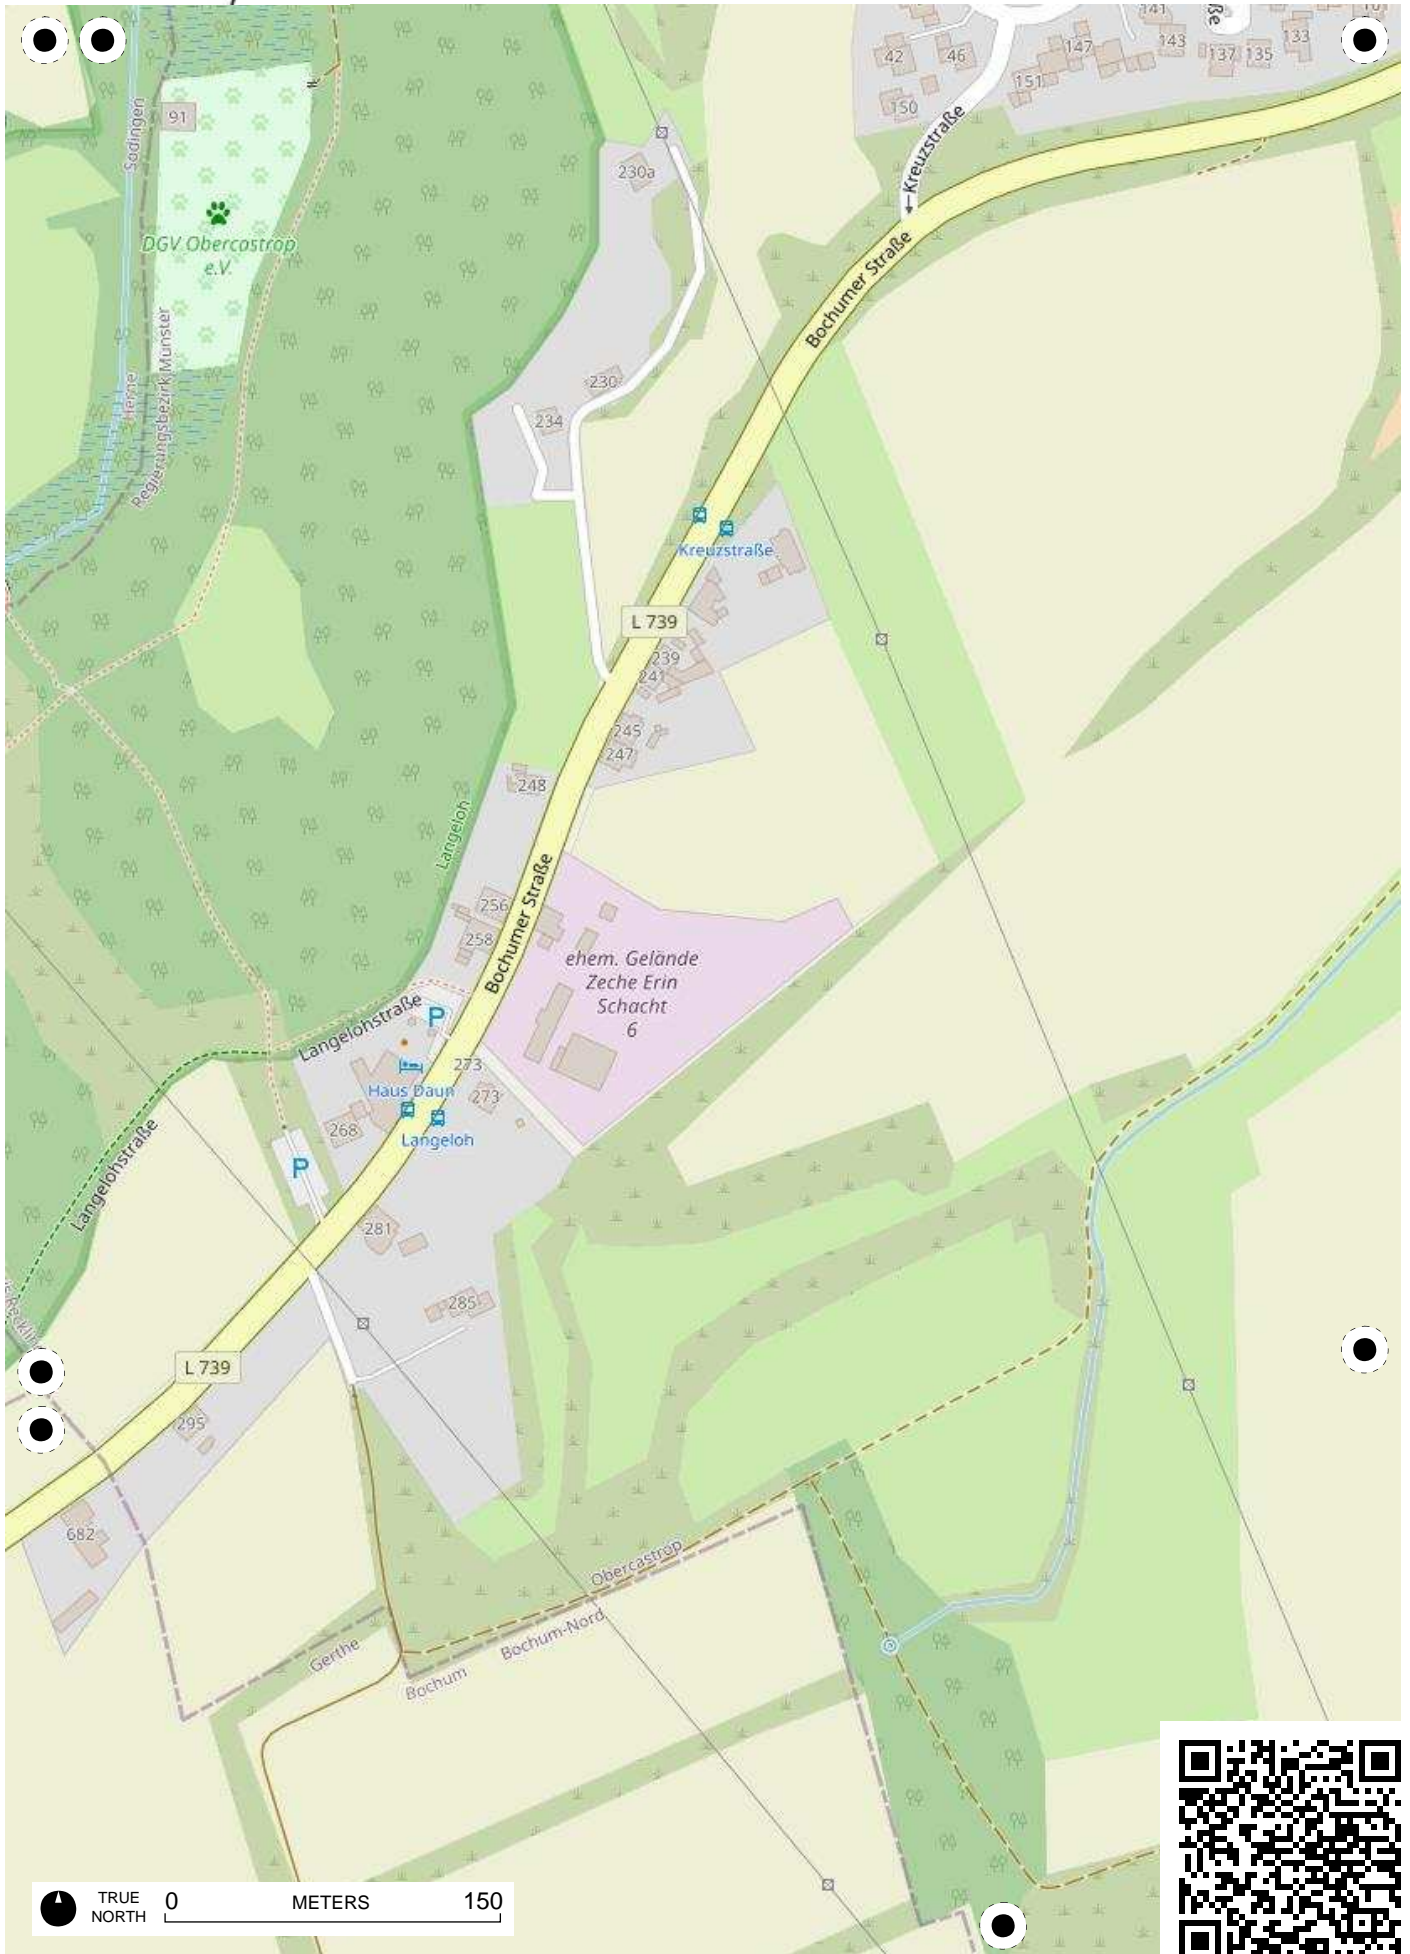 42
46
141
147
143
137
135
133
150
151
ße
Kreuzstraße
Bochumer Straße
91
Sodingen
Herne
Regierungsbezirk Münster
DGV Obercastrop
e.V.
230a
230
234
Kreuzstraße
L 739
239
241
245
247
248
Langeloh
Bochumer Straße
256
258
ehem. Gelände
Zeche Erin
Schacht
6
Langelohstraße
P
273
Haus Daun
273
268
Langeloh
Langelohstraße
P
281
285
L 739
295
682
Obercastrop
Bochum-Nord
Gerthe
Bochum
TRUE
NORTH
0 METERS 150